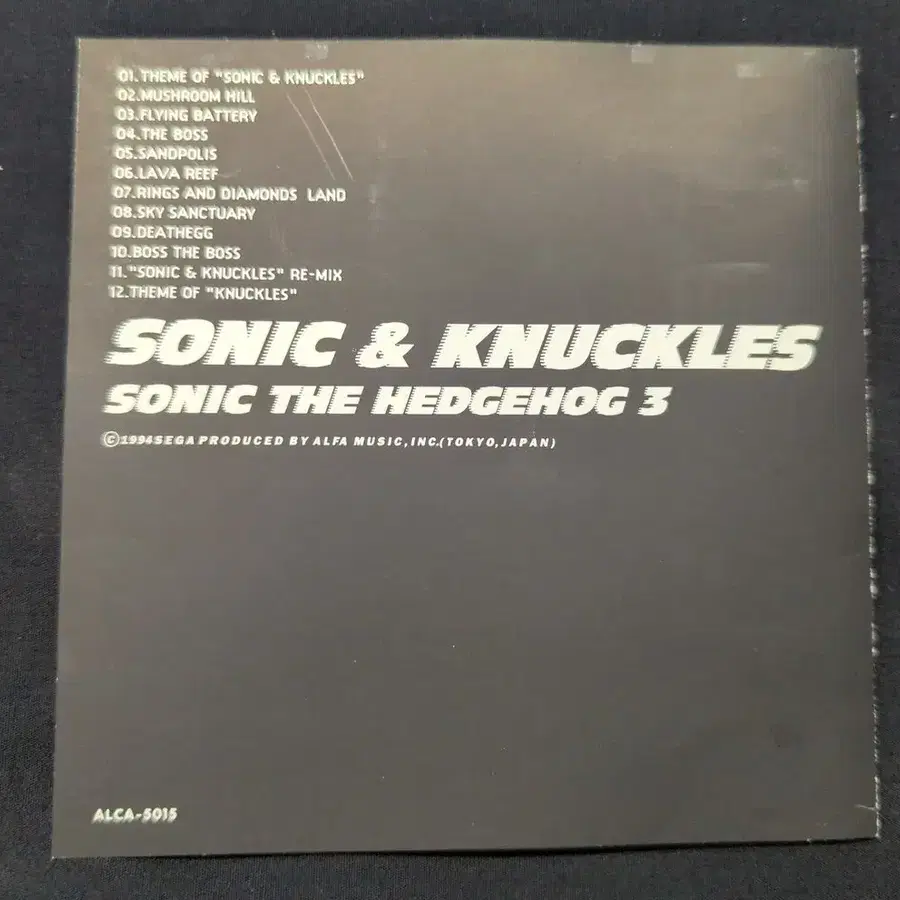 01.THEME OF "SONIC & KNUCKLES"
02.MUSHROOM HILL
03.FLYING BATTERY
04.THE BOSS
05.SANDPOLIS
06.LAVA REEF
07.RINGS AND DIAMONDS LAND
08.SKY SANCTUARY
09.DEATHEGG
10.BOSS THE BOSS
11."SONIC & KNUCKLES" RE-MIX
12.THEME OF "KNUCKLES"
SONIC & KNUCKLES
SONIC THE HEDGEHOG 3
©1994SEGA PRODUCED BY ALFA MUSIC,INC.(TOKYO,JAPAN)
ALCA-5015